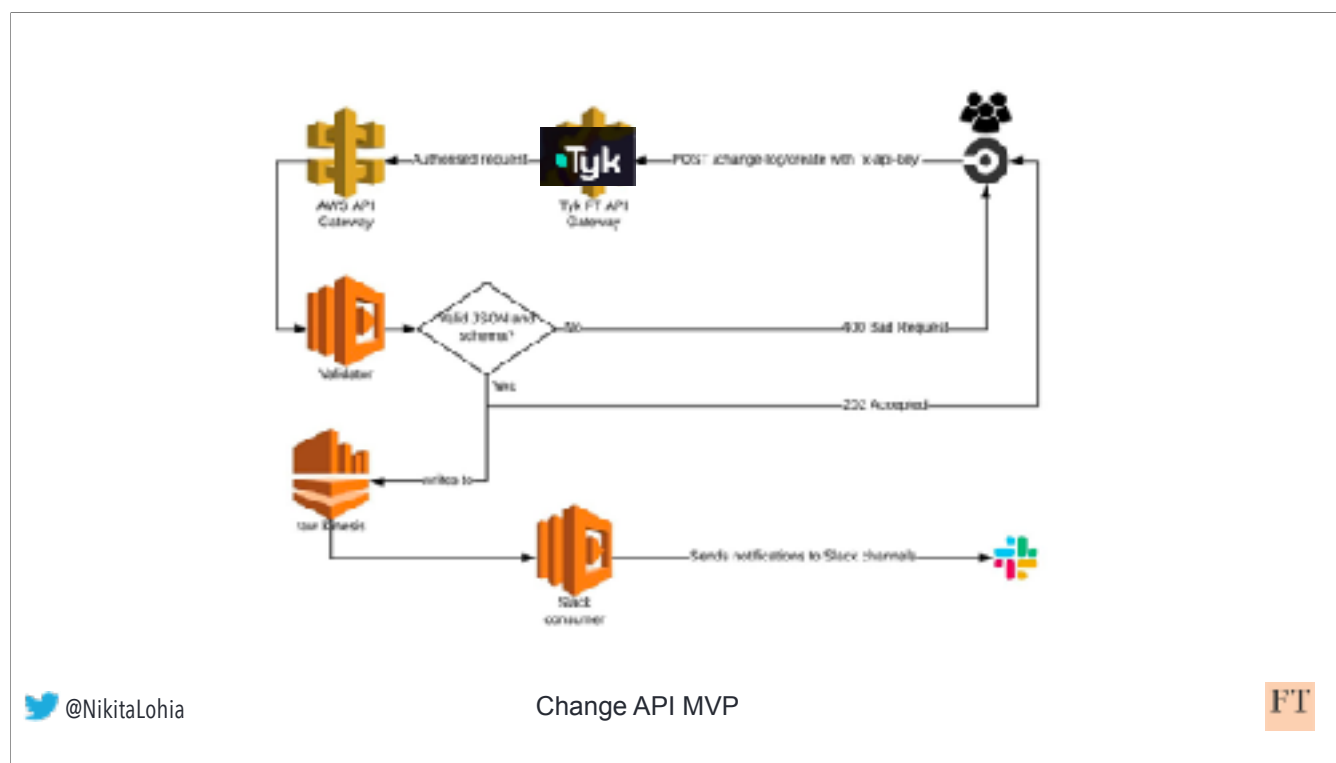 Authorised request
Tyk
POST /change-log/create with x-api-key
AWS API
Gateway
Tyk FT API
Gateway
Valid JSON and
schema?
No
400 Bad Request
Validator
Yes
202 Accepted
writes to
Kinesis
Sends notifications to Slack channels
Slack
consumer
@NikitaLohia
Change API MVP
FT